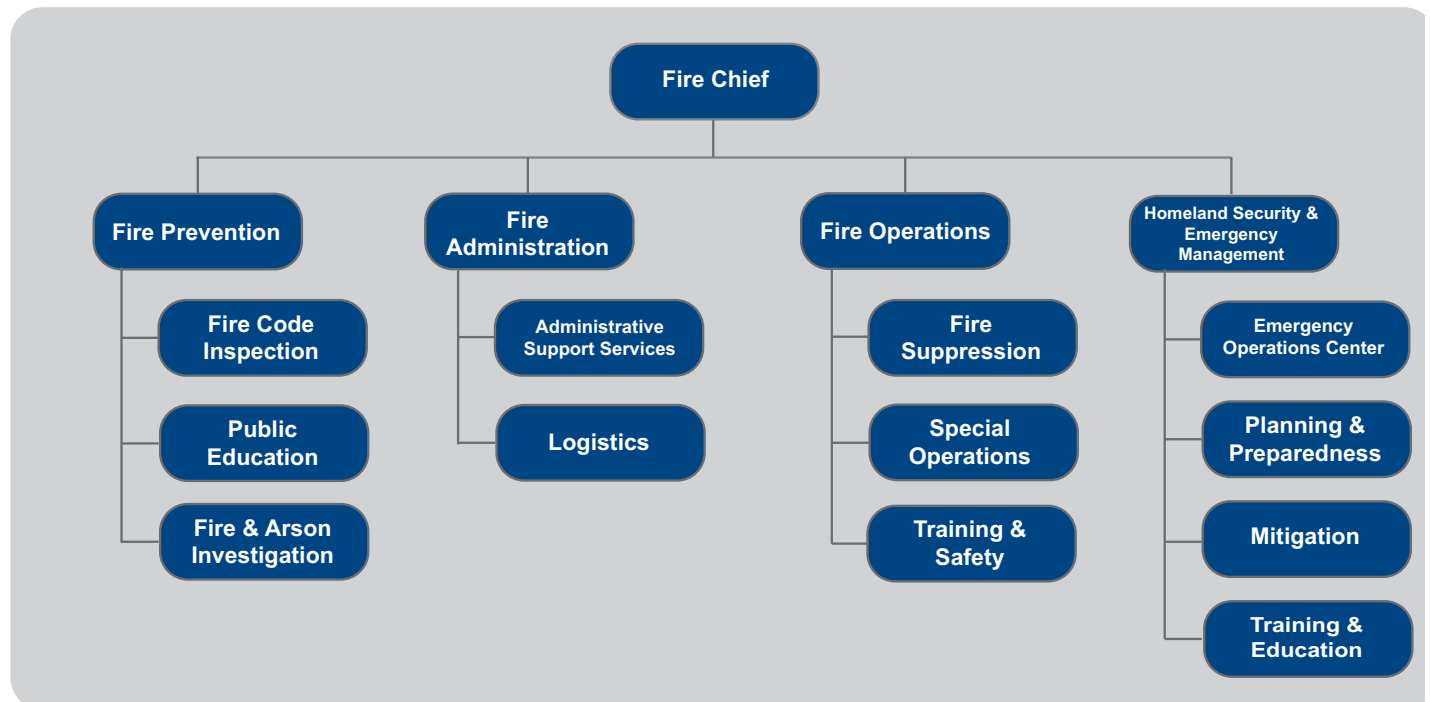 Fire Chief
Fire Prevention
Fire
Administration
Fire Operations
Homeland Security &
Emergency
Management
Fire Code
Inspection
Public
Education
Fire & Arson
Investigation
Administrative
Support Services
Logistics
Fire
Suppression
Special
Operations
Training &
Safety
Emergency
Operations Center
Planning &
Preparedness
Mitigation
Training &
Education